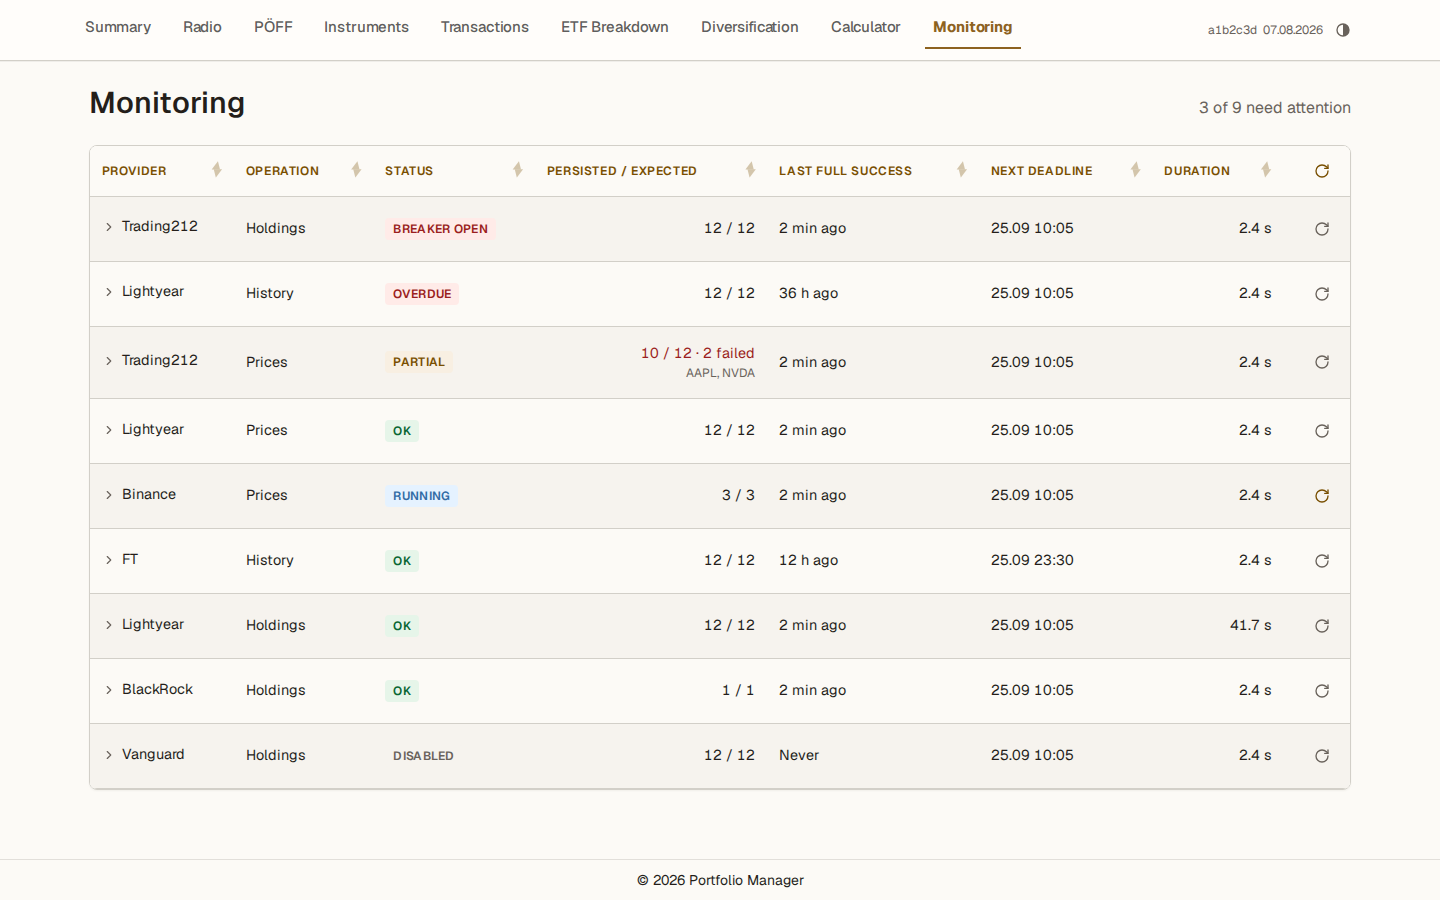 Summary Radio PÖFF Instruments Transactions ETF Breakdown Diversification Calculator Monitoring a1b2c3d 07.08.2026
Monitoring 3 of 9 need attention
PROVIDER OPERATION STATUS PERSISTED / EXPECTED LAST FULL SUCCESS NEXT DEADLINE DURATION
Trading212 Holdings BREAKER OPEN 12 / 12 2 min ago 25.09 10:05 2.4 s
Lightyear History OVERDUE 12 / 12 36 h ago 25.09 10:05 2.4 s
Trading212 Prices PARTIAL 10 / 12 · 2 failed 2 min ago 25.09 10:05 2.4 s
AAPL, NVDA
Lightyear Prices OK 12 / 12 2 min ago 25.09 10:05 2.4 s
Binance Prices RUNNING 3 / 3 2 min ago 25.09 10:05 2.4 s
FT History OK 12 / 12 12 h ago 25.09 23:30 2.4 s
Lightyear Holdings OK 12 / 12 2 min ago 25.09 10:05 41.7 s
BlackRock Holdings OK 1 / 1 2 min ago 25.09 10:05 2.4 s
Vanguard Holdings DISABLED 12 / 12 Never 25.09 10:05 2.4 s
© 2026 Portfolio Manager